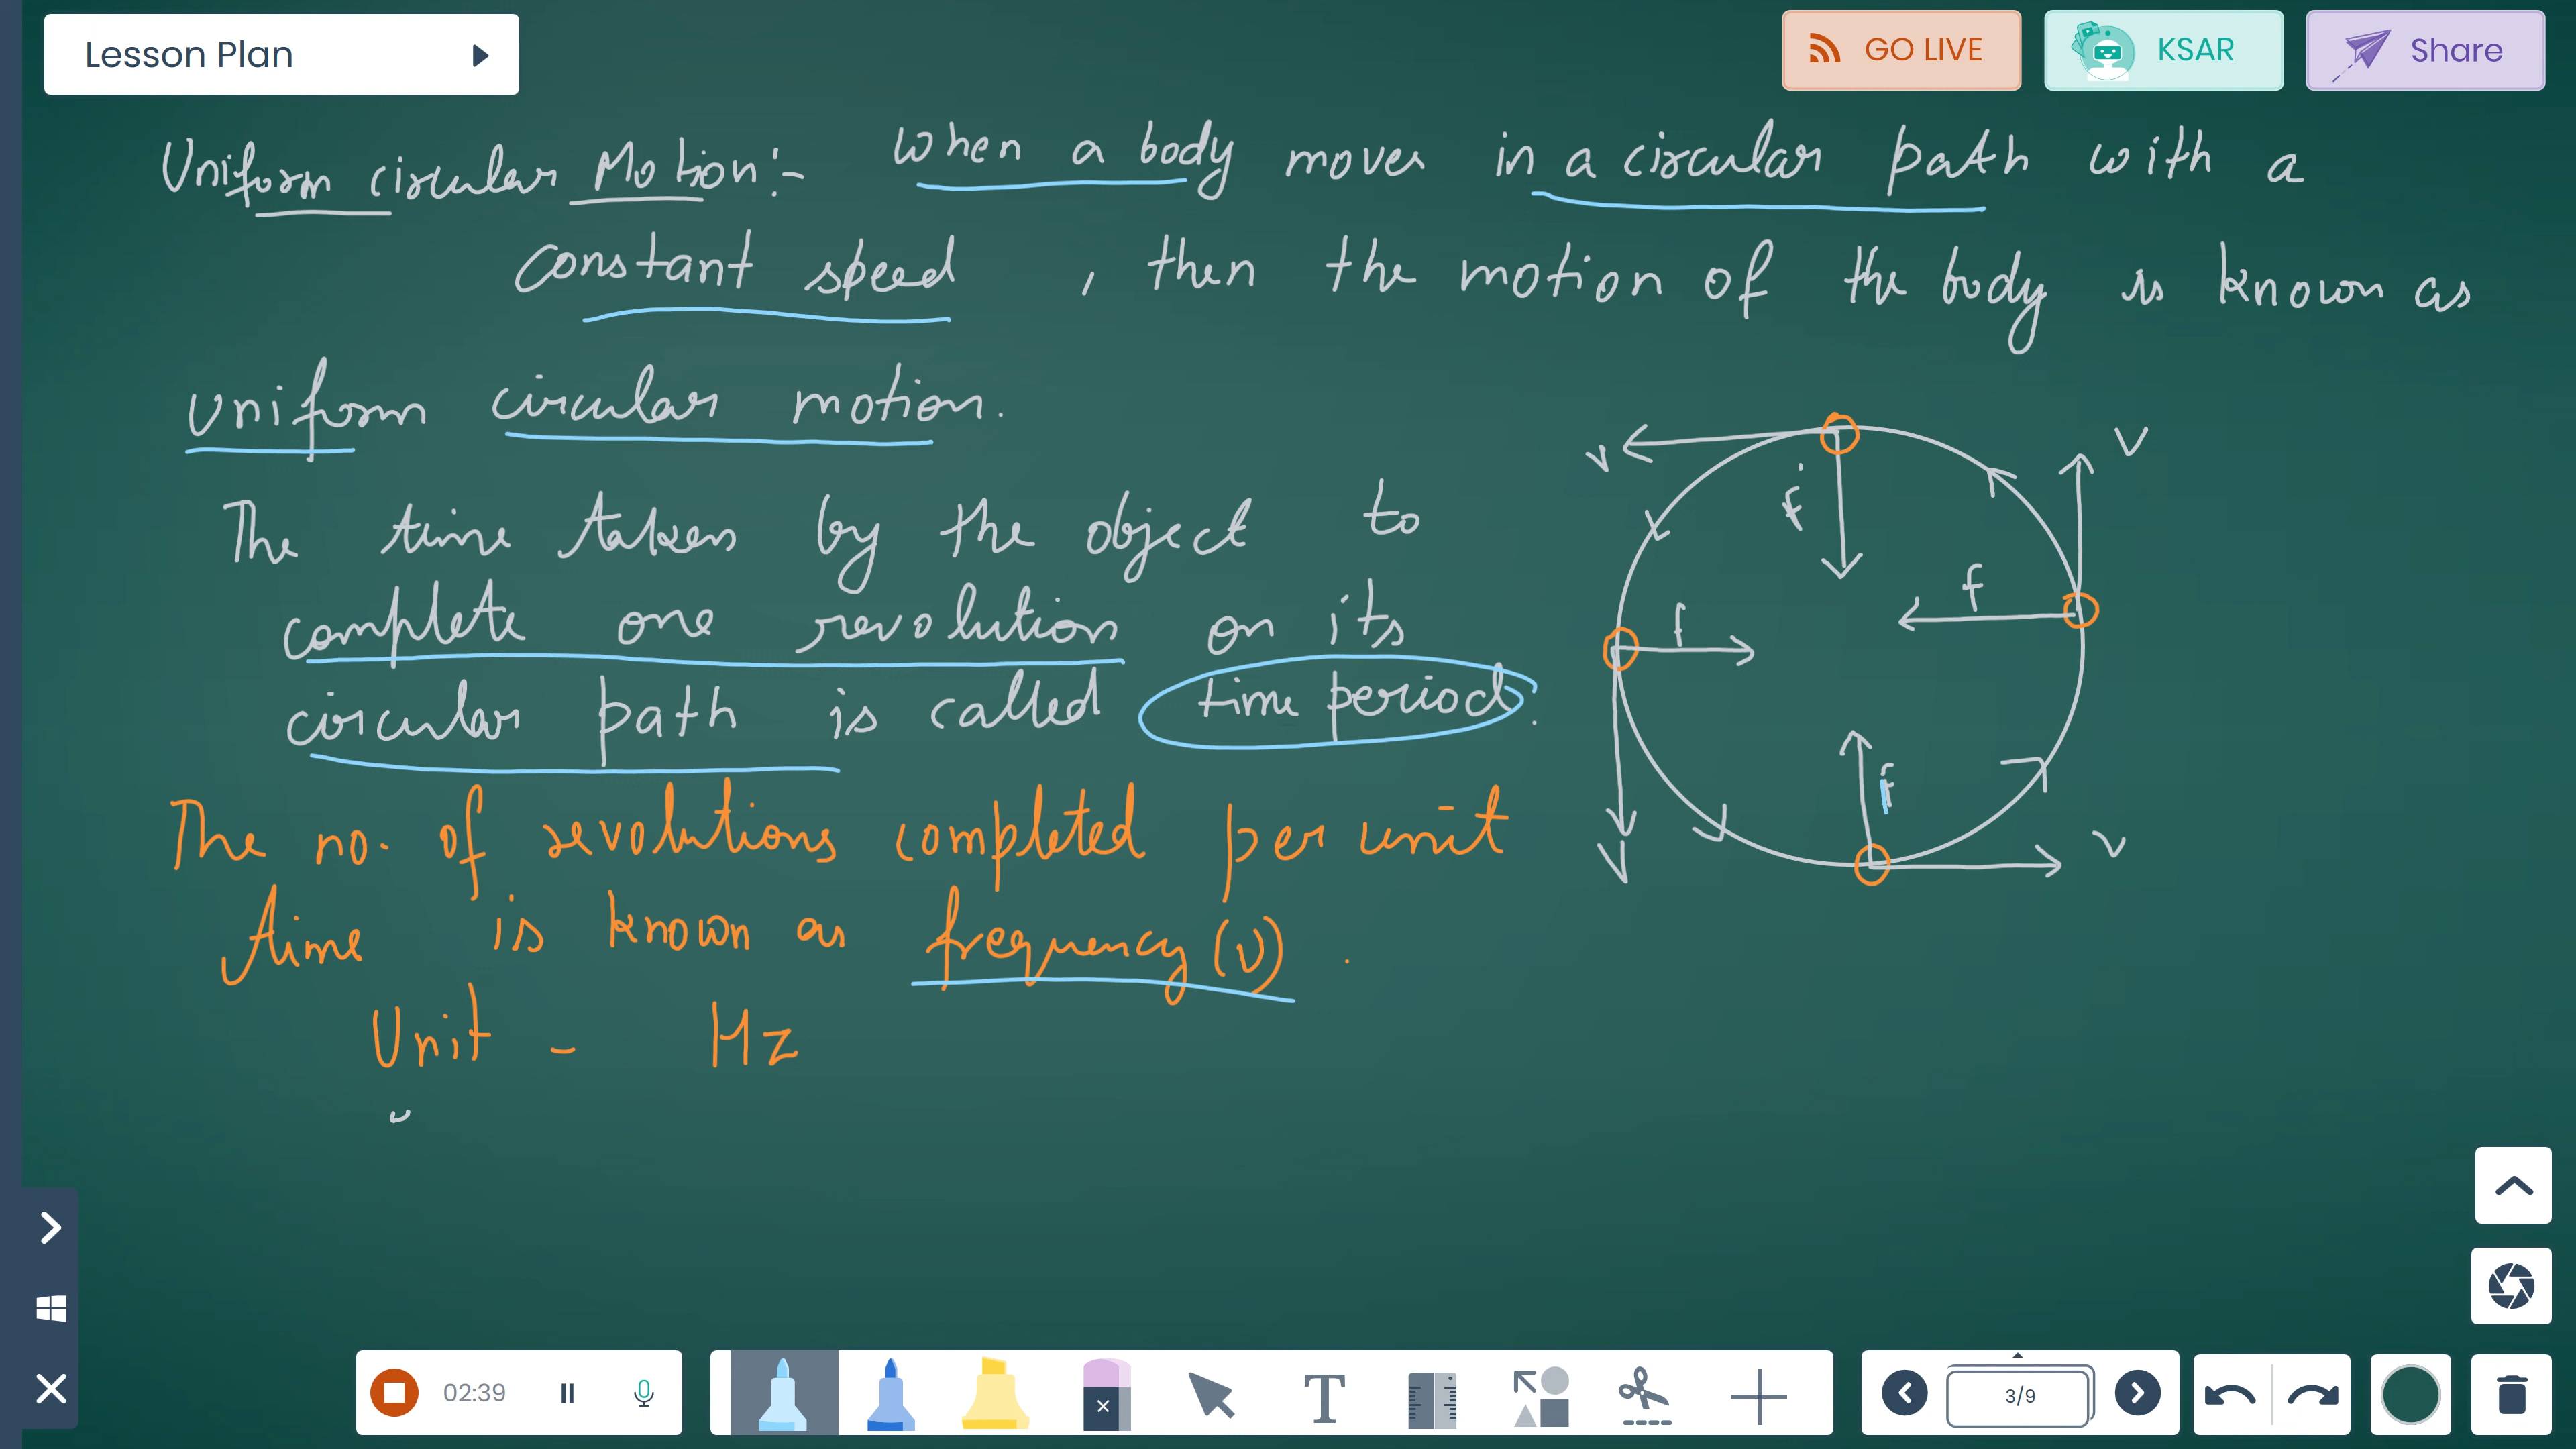 Lesson Plan
GO LIVE
KSAR
Share
Uniform circular Motion:- When a body moves in a circular path with a
constant speed , then the motion of the body is known as
uniform circular motion.
The time taken by the object to
complete one revolution on its
circular path is called time period.
The no. of revolutions completed per unit
time is known as frequency (ν) .
Unit - Hz
v
v
f
f
f
f
V
v
02:39
T
3/9